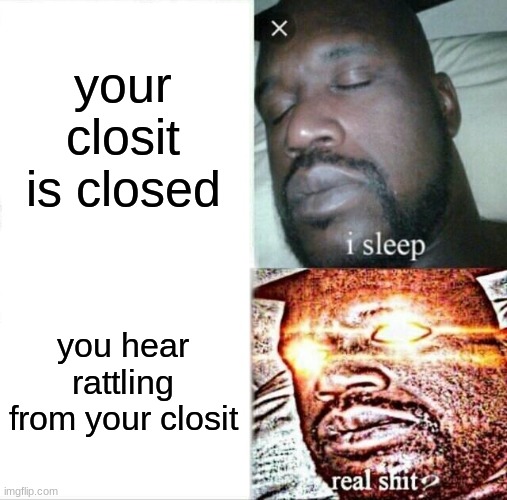 your
closit
is closed
i sleep
you hear
rattling
from your closit
real shit?
imgflip.com